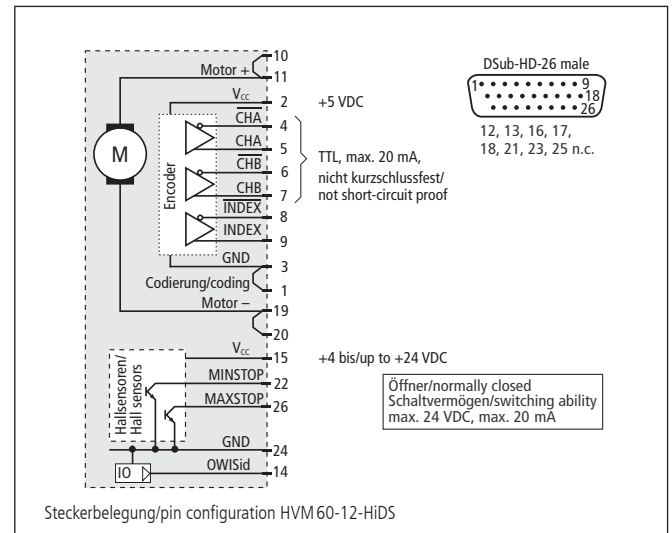 10
Motor +
11
DSub-HD-26 male
1 9
18
26
12, 13, 16, 17,
18, 21, 23, 25 n.c.
VCC
2
+5 VDC
CHA
4
CHA
5
CHB
6
CHB
7
TTL, max. 20 mA,
nicht kurzschlussfest/
not short-circuit proof
INDEX
8
INDEX
9
M
Encoder
GND
3
Codierung/coding
1
Motor –
19
20
VCC
15
+4 bis/up to +24 VDC
Hallsensoren/
Hall sensors
MINSTOP
22
MAXSTOP
26
Öffner/normally closed
Schaltvermögen/switching ability
max. 24 VDC, max. 20 mA
GND
24
IO
OWISid
14
Steckerbelegung/pin configuration HVM60-12-HiDS